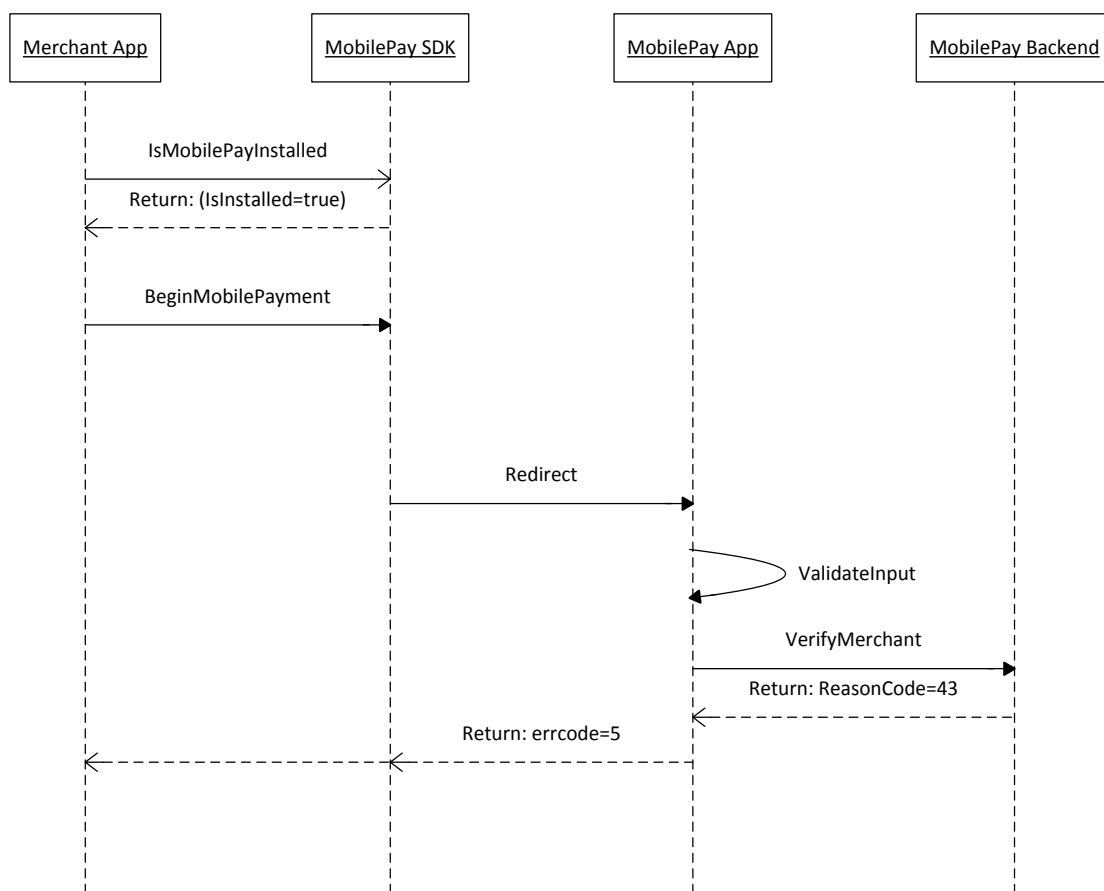 Merchant App
MobilePay SDK
MobilePay App
MobilePay Backend
IsMobilePayInstalled
Return: (IsInstalled=true)
BeginMobilePayment
Redirect
ValidateInput
VerifyMerchant
Return: ReasonCode=43
Return: errcode=5